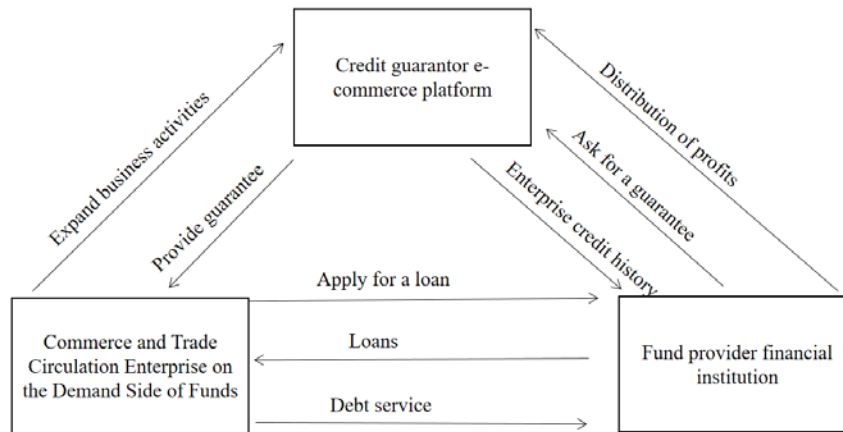 Credit guarantor e-
commerce platform
Expand business activities
Provide guarantee
Enterprise credit history
Ask for a guarantee
Distribution of profits
Apply for a loan
Loans
Debt service
Commerce and Trade
Circulation Enterprise on
the Demand Side of Funds
Fund provider financial
institution